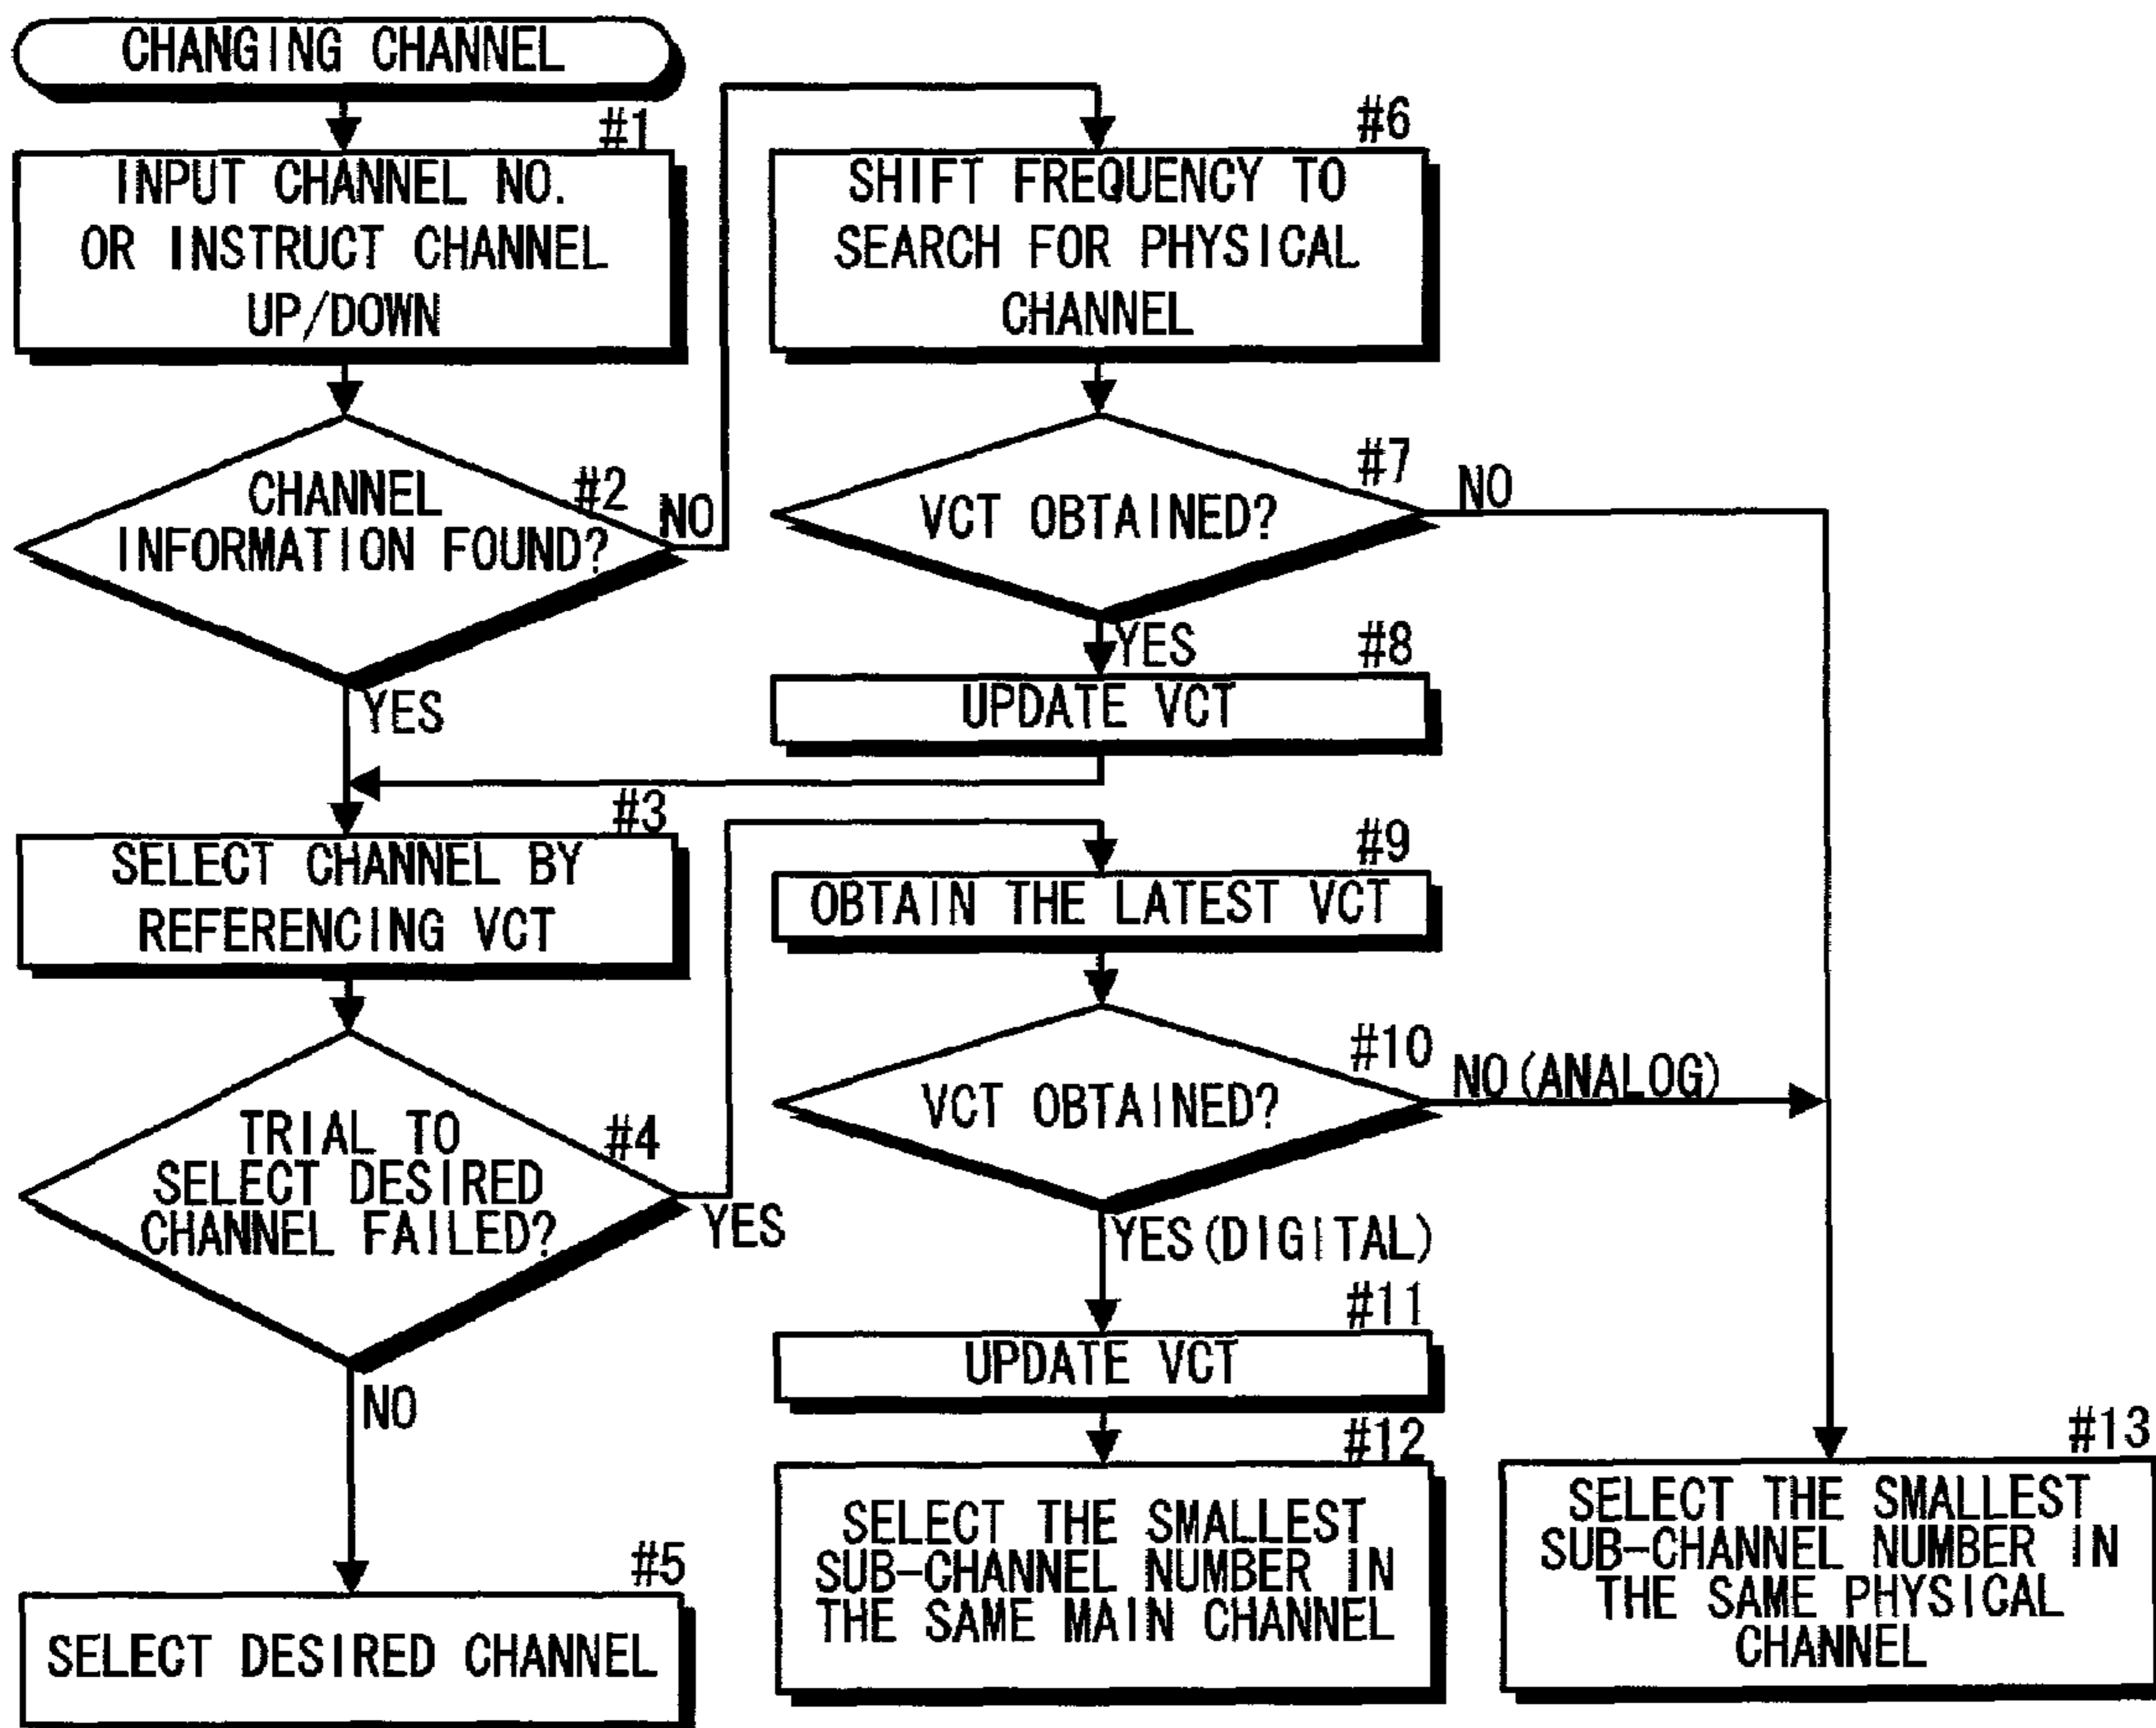 CHANGING CHANNEL
#1
INPUT CHANNEL NO.
OR INSTRUCT CHANNEL
UP/DOWN
#2
CHANNEL
INFORMATION FOUND?
NO
YES
#3
SELECT CHANNEL BY
REFERENCING VCT
#4
TRIAL TO
SELECT DESIRED
CHANNEL FAILED?
YES
NO
#5
SELECT DESIRED CHANNEL
#6
SHIFT FREQUENCY TO
SEARCH FOR PHYSICAL
CHANNEL
#7
VCT OBTAINED?
NO
YES
#8
UPDATE VCT
#9
OBTAIN THE LATEST VCT
#10
VCT OBTAINED?
NO(ANALOG)
YES(DIGITAL)
#11
UPDATE VCT
#12
SELECT THE SMALLEST
SUB-CHANNEL NUMBER IN
THE SAME MAIN CHANNEL
#13
SELECT THE SMALLEST
SUB-CHANNEL NUMBER IN
THE SAME PHYSICAL
CHANNEL